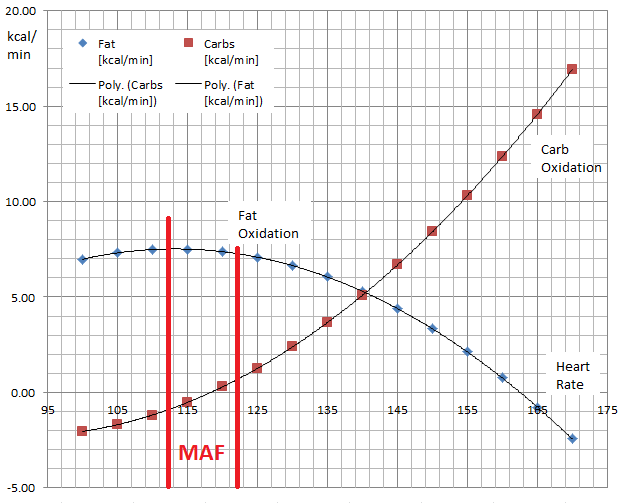 20.00
kcal/
min
Fat
[kcal/min]
Carbs
[kcal/min]
Poly. (Carbs
[kcal/min])
Poly. (Fat
[kcal/min])
15.00
Carb
Oxidation
10.00
Fat
Oxidation
5.00
Heart
Rate
0.00
95 105 115 125 135 145 155 165 175
MAF
-5.00